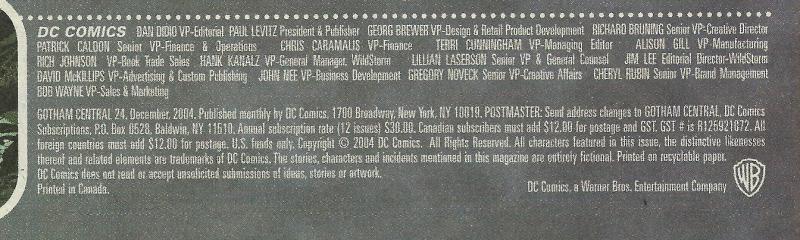 DC COMICS DAN DIDIO VP-Editorial PAUL LEVITZ President & Publisher GEORG BREWER VP-Design & Retail Product Development RICHARD BRUNING Senior VP-Creative Director
PATRICK CALDON Senior VP-Finance & Operations CHRIS CARAMALIS VP-Finance TERRI CUNNINGHAM VP-Managing Editor ALISON GILL VP-Manufacturing
RICH JOHNSON VP-Book Trade Sales HANK KANALZ VP-General Manager, WildStorm LILLIAN LASERSON Senior VP & General Counsel JIM LEE Editorial Director-WildStorm
DAVID McKILLIPS VP-Advertising & Custom Publishing JOHN NEE VP-Business Development GREGORY NOVECK Senior VP-Creative Affairs CHERYL RUBIN Senior VP-Brand Management
BOB WAYNE VP-Sales & Marketing
GOTHAM CENTRAL 24, December, 2004. Published monthly by DC Comics, 1700 Broadway, New York, NY 10019. POSTMASTER: Send address changes to GOTHAM CENTRAL, DC Comics
Subscriptions, P.O. Box 0528, Baldwin, NY 11510. Annual subscription rate (12 issues) $30.00. Canadian subscribers must add $12.00 for postage and GST. GST # is R125921072. All
foreign countries must add $12.00 for postage. U.S. funds only. Copyright © 2004 DC Comics. All Rights Reserved. All characters featured in this issue, the distinctive likenesses
thereof and related elements are trademarks of DC Comics. The stories, characters and incidents mentioned in this magazine are entirely fictional. Printed on recyclable paper.
DC Comics does not read or accept unsolicited submissions of ideas, stories or artwork.
Printed in Canada.
DC Comics, a Warner Bros. Entertainment Company
WB